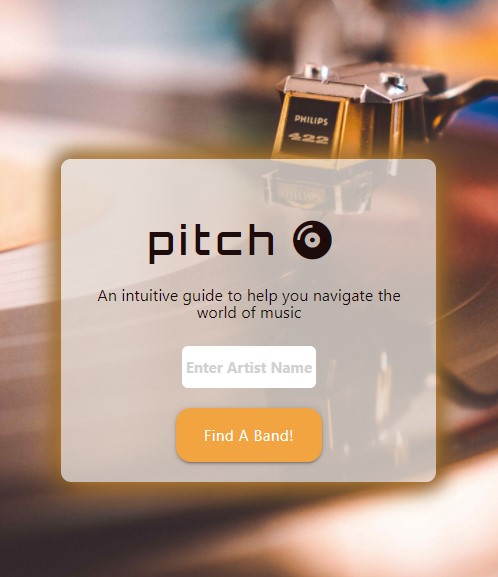 PHILIPS
422
pitch
An intuitive guide to help you navigate the
world of music
Enter Artist Name
Find A Band!